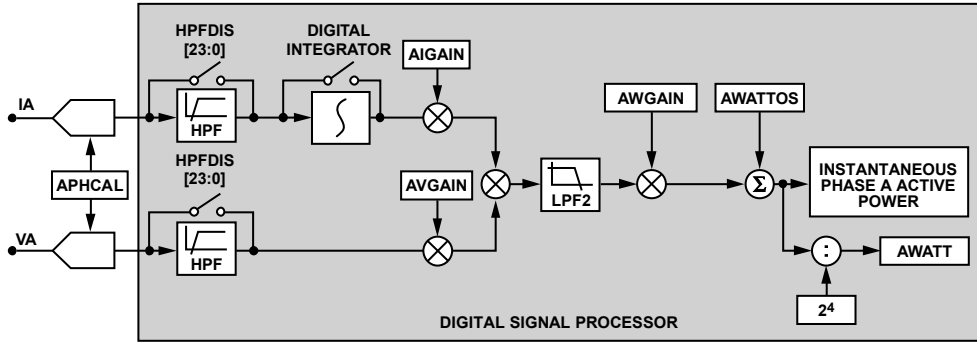 HPFDIS
[23:0]
DIGITAL
INTEGRATOR
AIGAIN
IA
HPF
AWGAIN
AWATTOS
APHCAL
HPFDIS
[23:0]
AVGAIN
LPF2
Σ
INSTANTANEOUS
PHASE A ACTIVE
POWER
VA
HPF
:
AWATT
2⁴
DIGITAL SIGNAL PROCESSOR